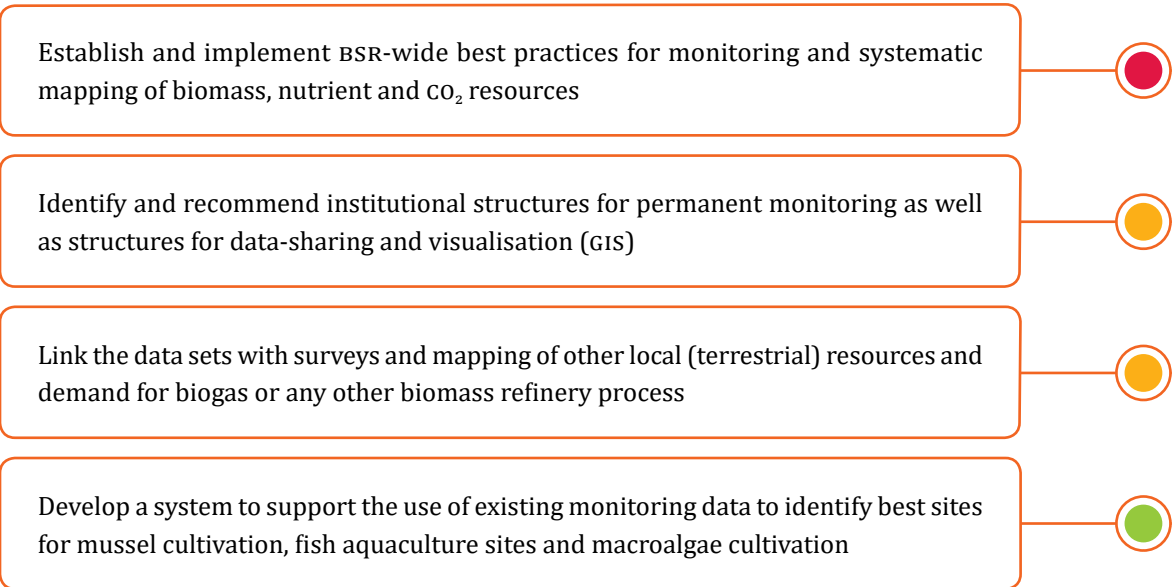 Establish and implement BSR-wide best practices for monitoring and systematic
mapping of biomass, nutrient and CO₂ resources
Identify and recommend institutional structures for permanent monitoring as well
as structures for data-sharing and visualisation (GIS)
Link the data sets with surveys and mapping of other local (terrestrial) resources and
demand for biogas or any other biomass refinery process
Develop a system to support the use of existing monitoring data to identify best sites
for mussel cultivation, fish aquaculture sites and macroalgae cultivation